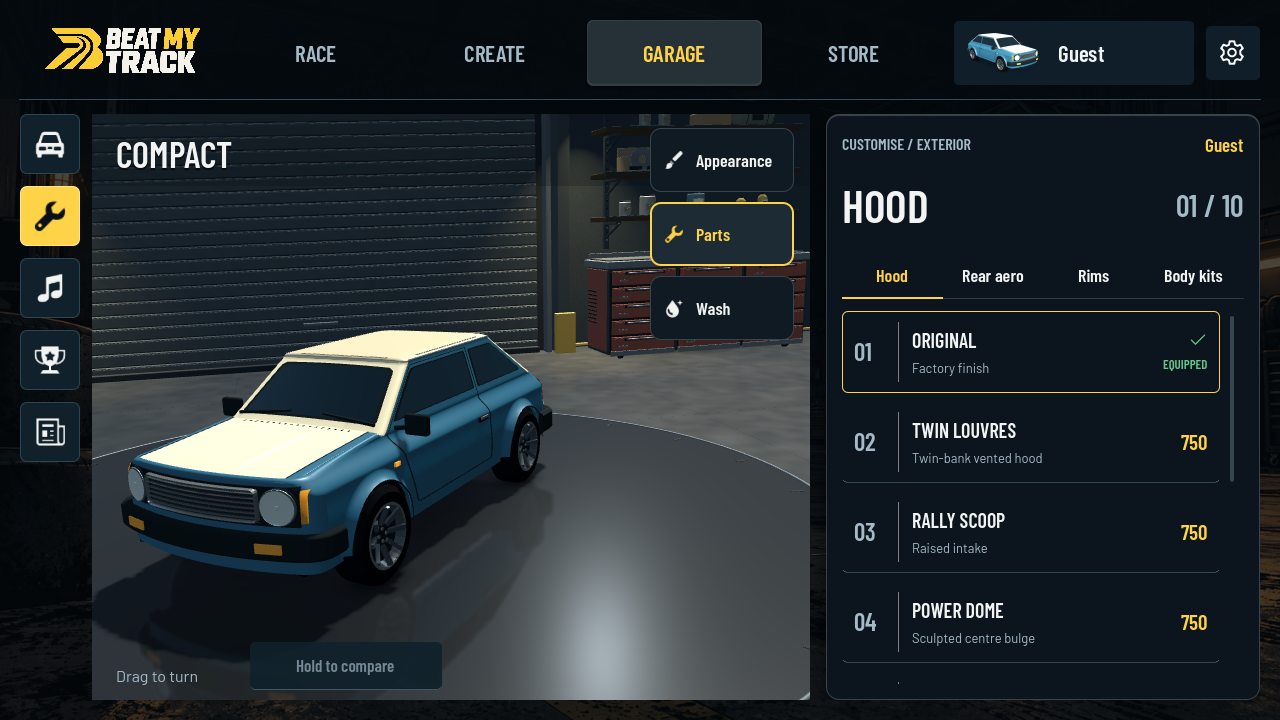 BEAT MY
TRACK
RACE
CREATE
GARAGE
STORE
Guest
COMPACT
Appearance
Parts
Wash
Drag to turn
Hold to compare
CUSTOMISE / EXTERIOR
Guest
HOOD
01 / 10
Hood
Rear aero
Rims
Body kits
01
ORIGINAL
Factory finish
EQUIPPED
02
TWIN LOUVRES
Twin-bank vented hood
750
03
RALLY SCOOP
Raised intake
750
04
POWER DOME
Sculpted centre bulge
750